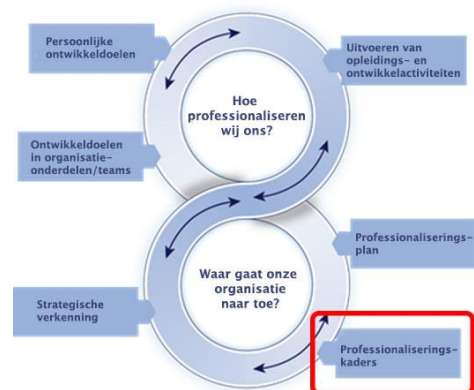 Persoonlijke
ontwikkeldoelen
Uitvoeren van
opleidings- en
ontwikkelactiviteiten
Hoe
professionaliseren
wij ons?
Ontwikkeldoelen
in organisatie-
onderdelen/teams
Professionaliserings-
plan
Waar gaat onze
organisatie
naar toe?
Strategische
verkenning
Professionaliserings-
kaders